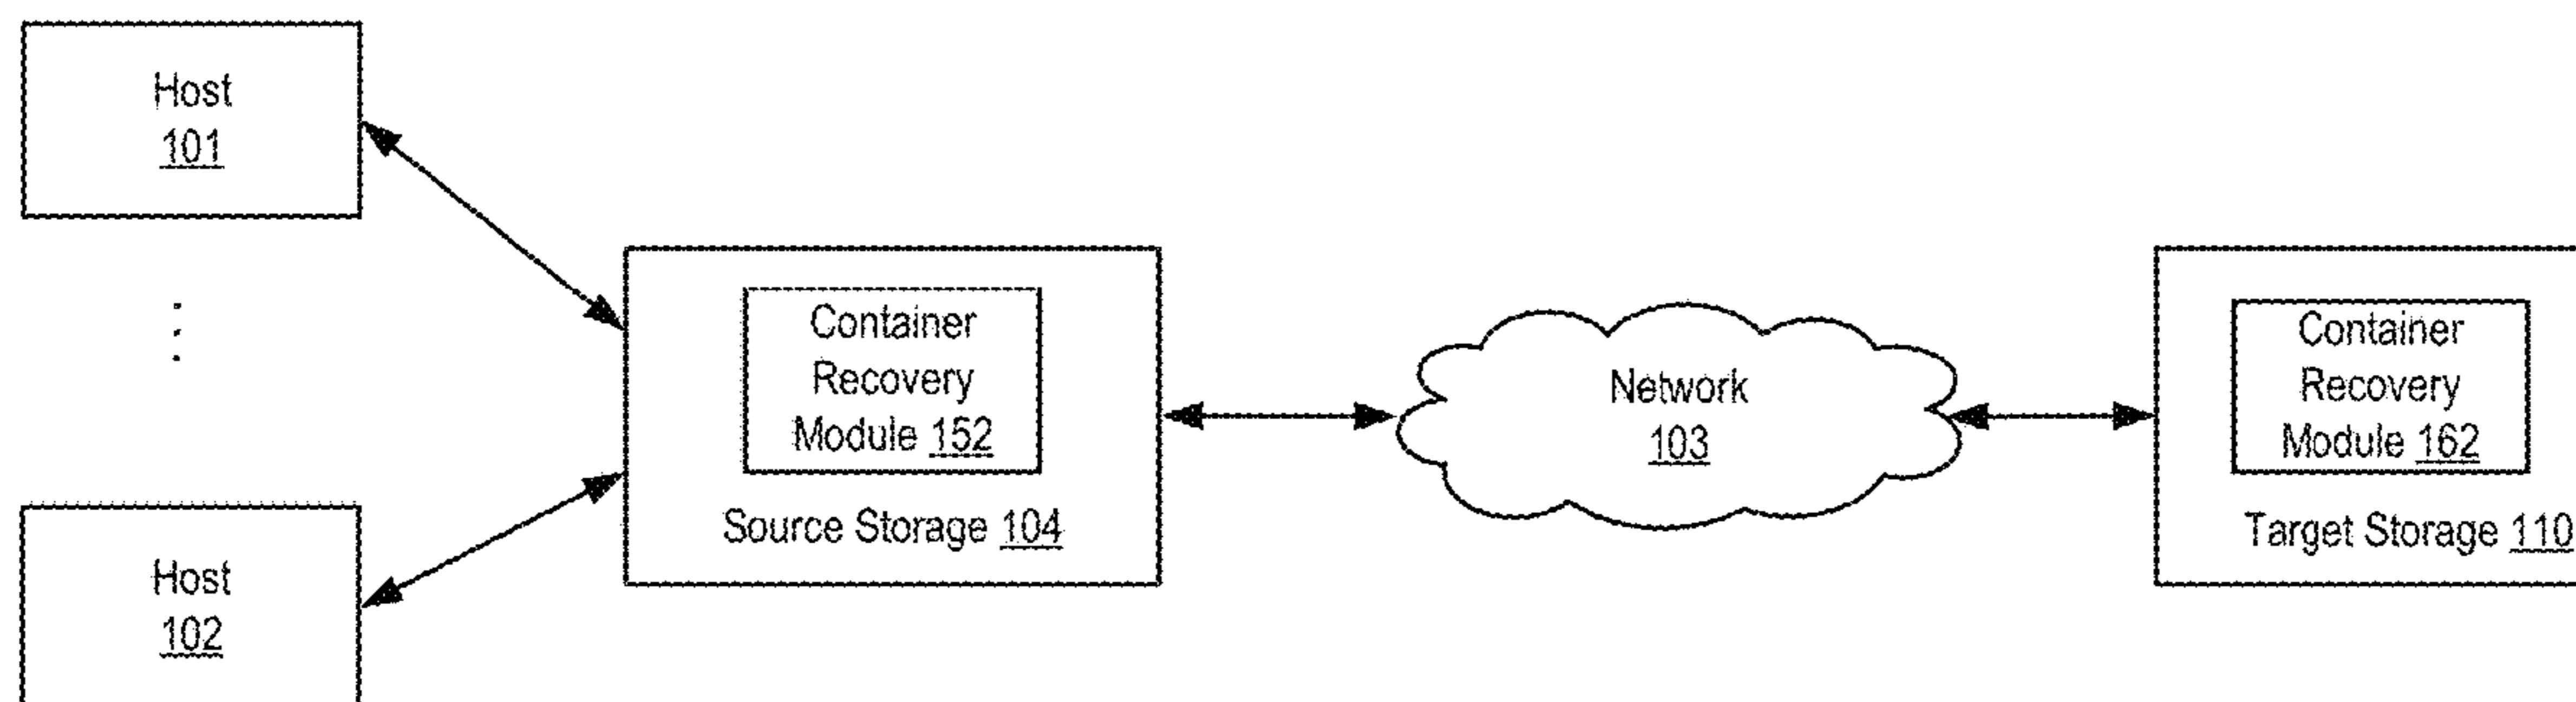 Host
101
Host
102
Container
Recovery
Module 152
Source Storage 104
Network
103
Container
Recovery
Module 162
Target Storage 110